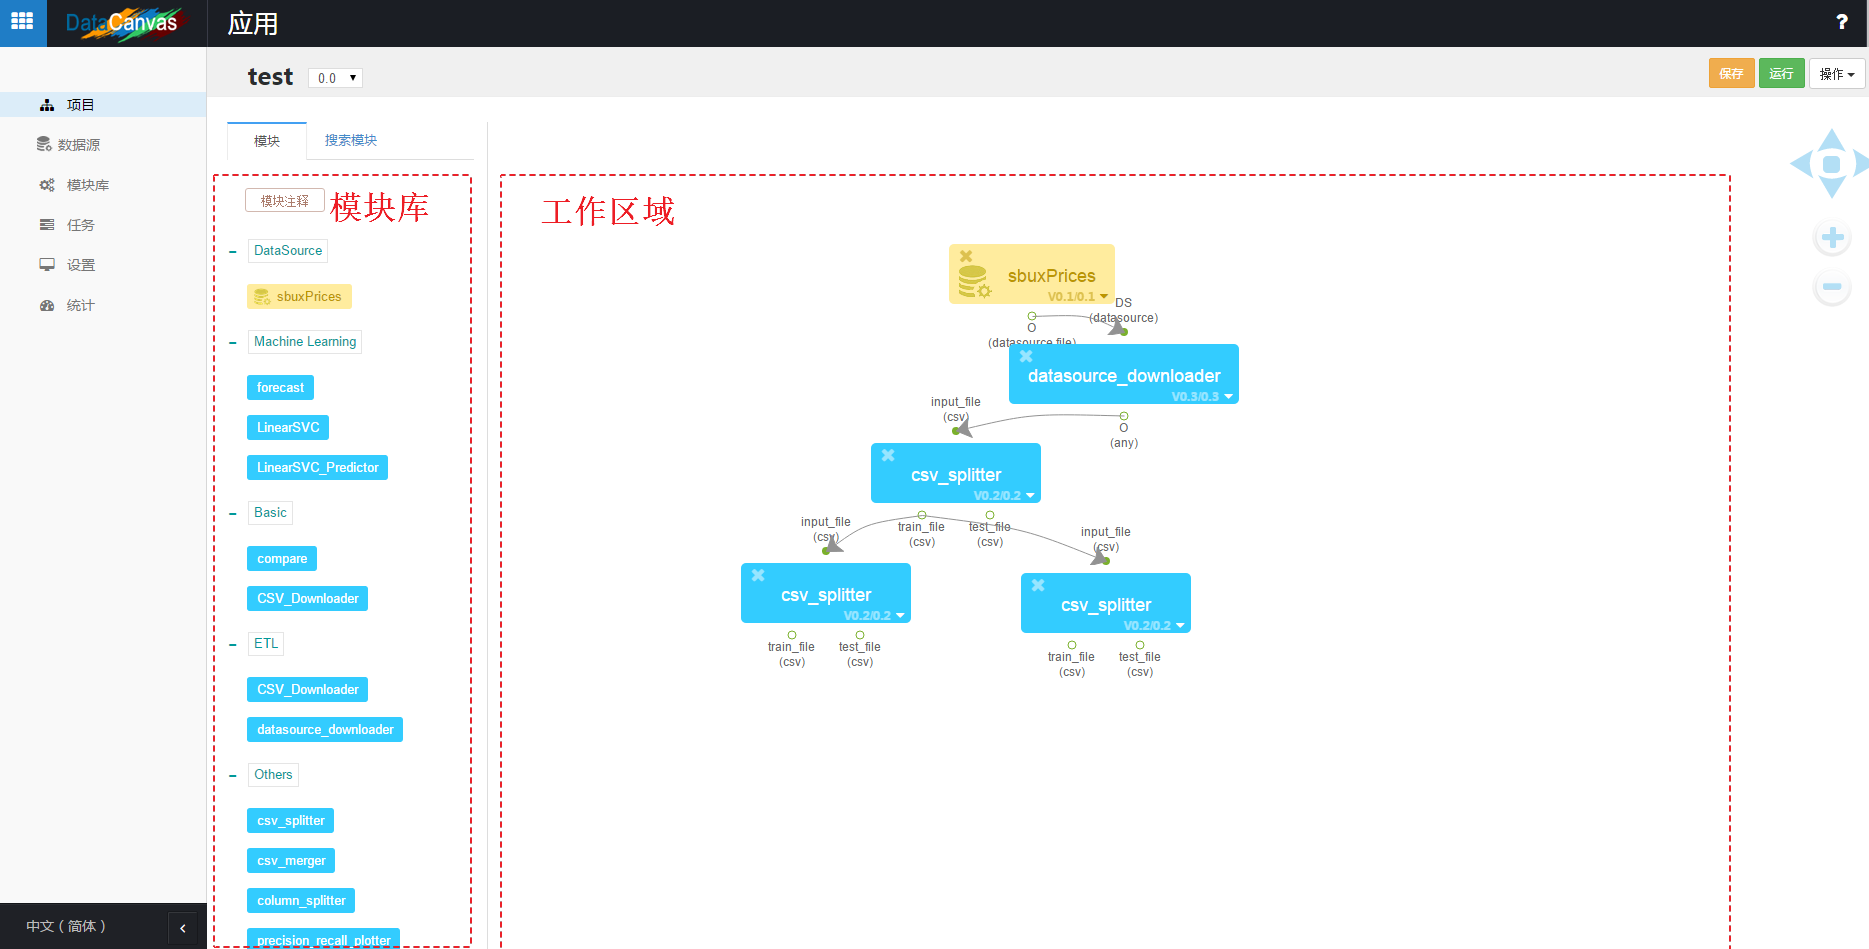 DataCanvas
应用
?
test
0.0
保存
运行
操作
项目
数据源
模块库
任务
设置
统计
中文（简体）
模块
搜索模块
模块注释
模块库
DataSource
sbuxPrices
Machine Learning
forecast
LinearSVC
LinearSVC_Predictor
Basic
compare
CSV_Downloader
ETL
CSV_Downloader
datasource_downloader
Others
csv_splitter
csv_merger
column_splitter
precision_recall_plotter
工作区域
sbuxPrices
V0.1/0.1
DS
(datasource)
O
(datasource.file)
datasource_downloader
V0.3/0.3
input_file
(csv)
O
(any)
csv_splitter
V0.2/0.2
input_file
(csv)
train_file
(csv)
test_file
(csv)
input_file
(csv)
csv_splitter
V0.2/0.2
csv_splitter
V0.2/0.2
train_file
(csv)
test_file
(csv)
train_file
(csv)
test_file
(csv)